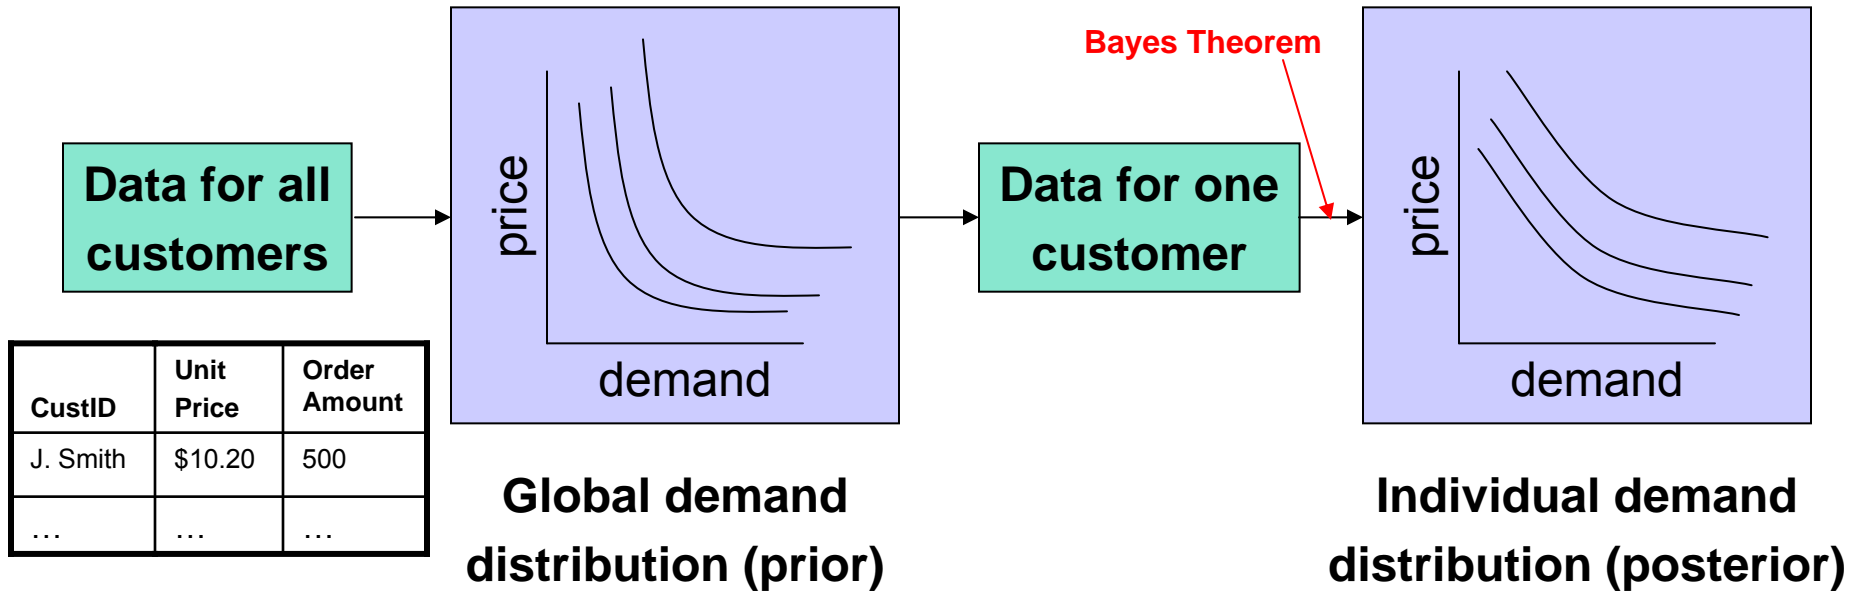 Data for all
customers
CustID
Unit
Price
Order
Amount
J. Smith
$10.20
500
…
…
…
price
demand
Global demand
distribution (prior)
Bayes Theorem
Data for one
customer
price
demand
Individual demand
distribution (posterior)